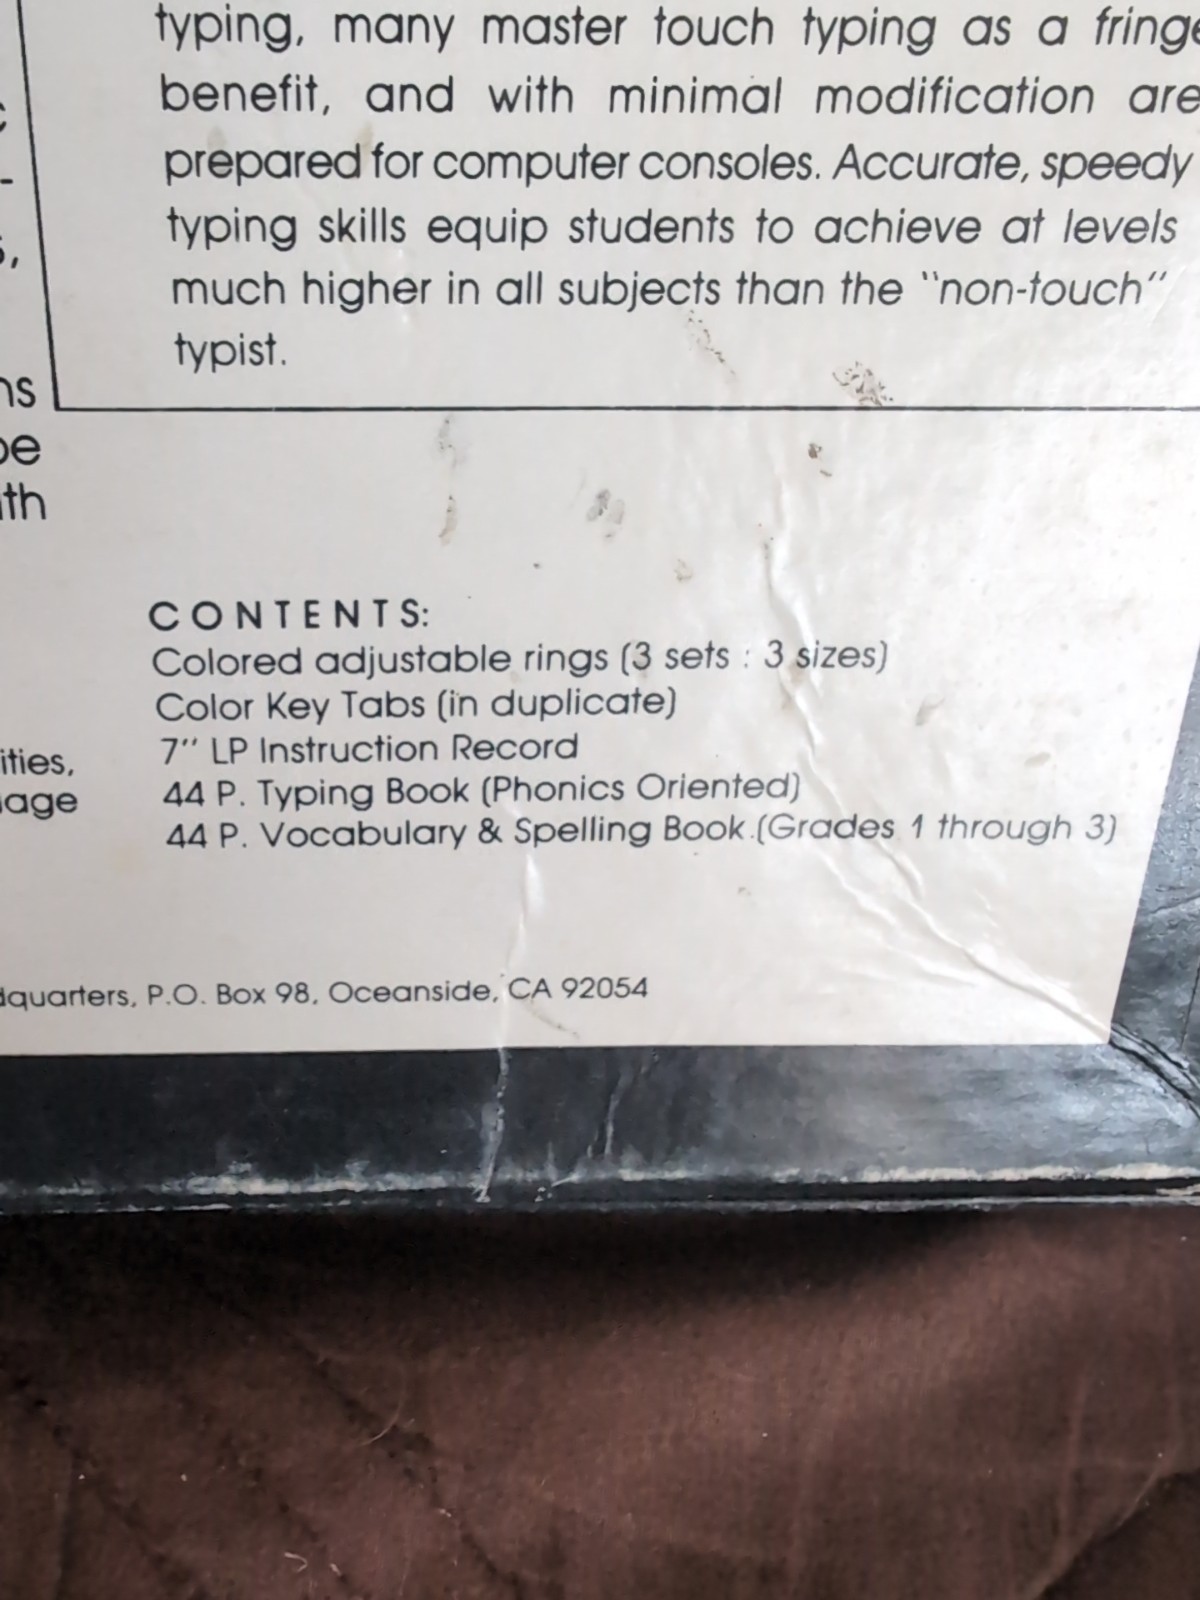 typing, many master touch typing as a fringe
benefit, and with minimal modification are
prepared for computer consoles. Accurate, speedy
typing skills equip students to achieve at levels
much higher in all subjects than the "non-touch"
typist.
be
CONTENTS:
Colored adjustable rings (3 sets : 3 sizes)
Color Key Tabs (in duplicate)
7" LP Instruction Record
44 P. Typing Book (Phonics Oriented)
44 P. Vocabulary & Spelling Book (Grades 1 through 3)
dquarters, P.O. Box 98, Oceanside, CA 92054